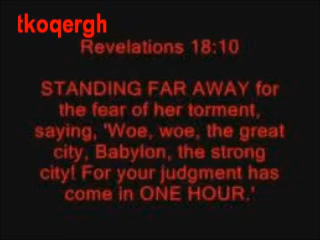 tkoqergh
Revelations 18:10
STANDING FAR AWAY for
the fear of her torment,
saying, 'Woe, woe, the great
city, Babylon, the strong
city! For your judgment has
come in ONE HOUR.'